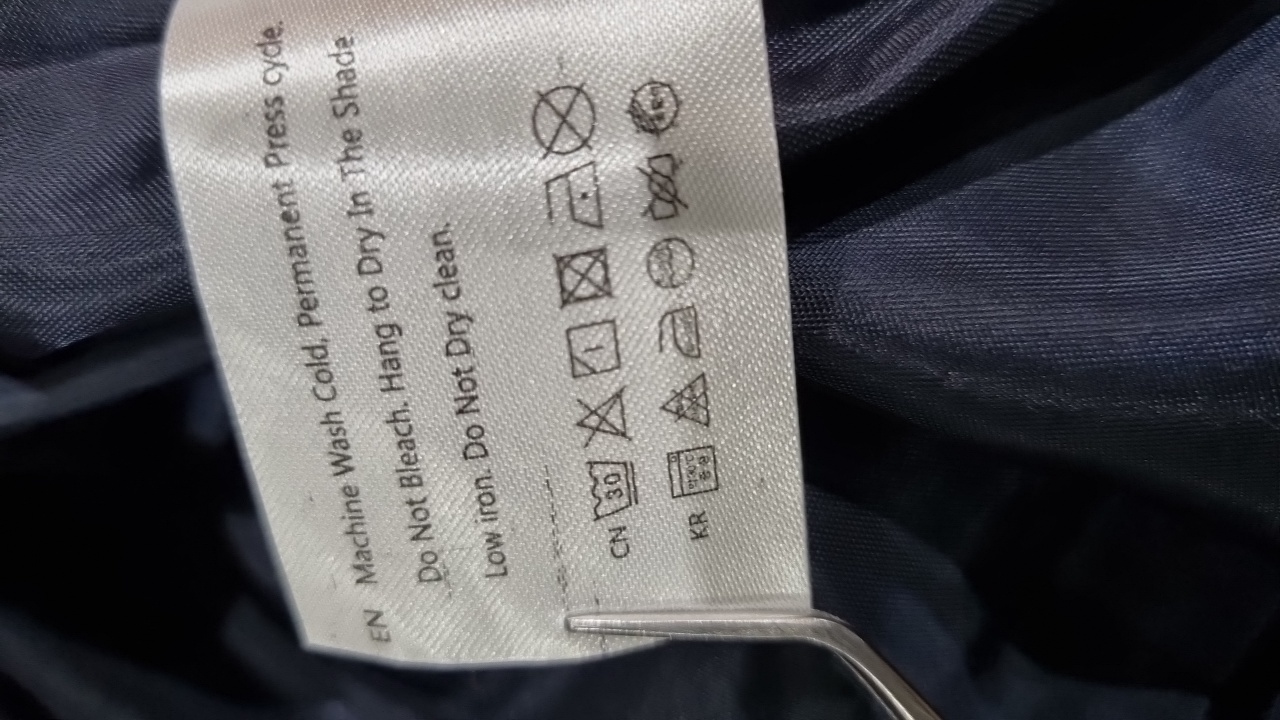 EN Machine Wash Cold, Permanent Press cycle.
Do Not Bleach. Hang to Dry In The Shade
Low iron. Do Not Dry clean.
CN 30
KR